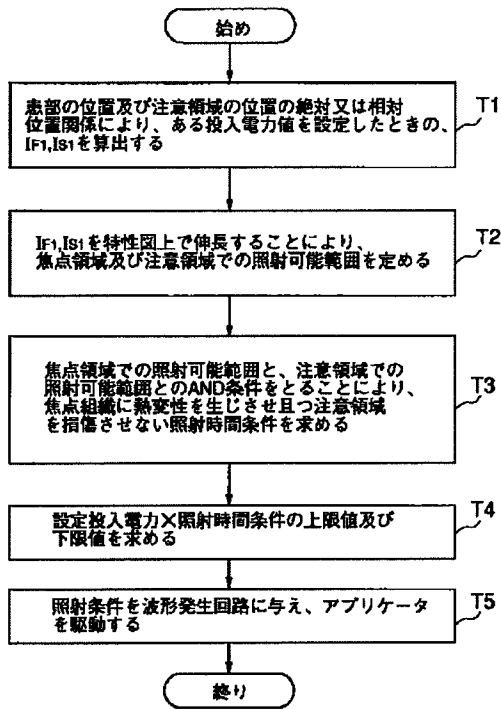 始め
患部の位置及び注意領域の位置の絶対又は相対
位置関係により、ある投入電力値を設定したときの、
IF1,IS1を算出する
T1
IF1,IS1を特性図上で伸長することにより、
焦点領域及び注意領域での照射可能範囲を定める
T2
焦点領域での照射可能範囲と、注意領域での
照射可能範囲とのAND条件をとることにより、
焦点組織に熱変性を生じさせ且つ注意領域
を損傷させない照射時間条件を求める
T3
設定投入電力×照射時間条件の上限値及び
下限値を求める
T4
照射条件を波形発生回路に与え、アプリケータ
を駆動する
T5
終り